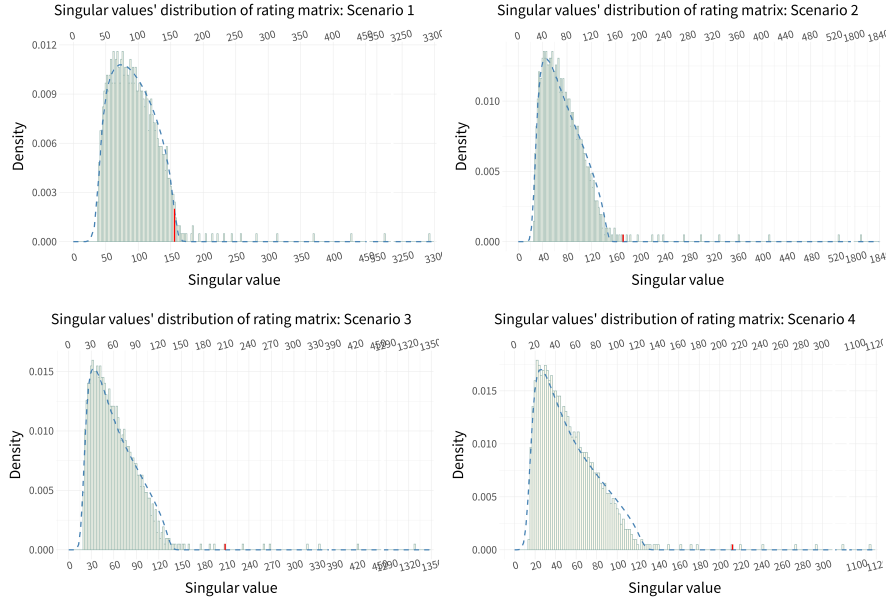 Singular values' distribution of rating matrix: Scenario 1
0 50 100 150 200 250 300 350 400 450 3250 3300
0.012
0.009
0.006
0.003
0.000
Density
0 50 100 150 200 250 300 350 400 450 3250 3300
Singular value
Singular values' distribution of rating matrix: Scenario 2
0 40 80 120 160 200 240 280 320 360 400 440 480 520 1800 1840
0.010
0.005
0.000
Density
0 40 80 120 160 200 240 280 320 360 400 440 480 520 1800 1840
Singular value
Singular values' distribution of rating matrix: Scenario 3
0 30 60 90 120 150 180 210 240 270 300 330 360 390 420 450 1290 1320 1350
0.015
0.010
0.005
0.000
Density
0 30 60 90 120 150 180 210 240 270 300 330 360 390 420 450 1290 1320 1350
Singular value
Singular values' distribution of rating matrix: Scenario 4
0 20 40 60 80 100 120 140 160 180 200 220 240 260 280 300 1100 1120
0.015
0.010
0.005
0.000
Density
0 20 40 60 80 100 120 140 160 180 200 220 240 260 280 300 1100 1120
Singular value